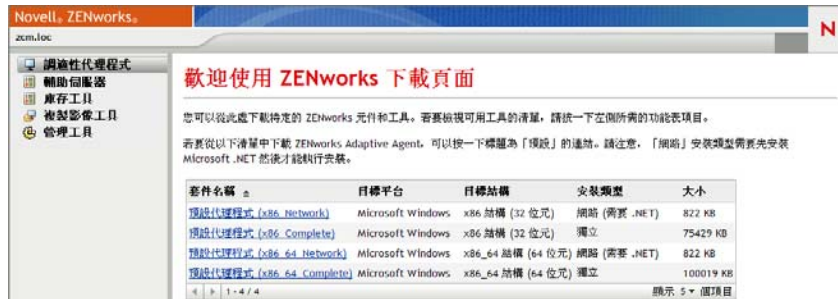 Novell® ZENworks®
zcm.loc
N
調適性代理程式
輔助伺服器
庫存工具
複製影像工具
管理工具
歡迎使用 ZENworks 下載頁面
您可以從此處下載特定的 ZENworks 元件和工具。若要檢視可用工具的清單，請按一下左側所需的功能表項目。
若要從以下清單中下載 ZENworks Adaptive Agent，可以按一下標題為「預設」的連結。請注意，「網路」安裝類型需要先安裝
Microsoft .NET 然後才能執行安裝。
套件名稱 目標平台 目標結構 安裝類型 大小
預設代理程式 (x86 Network) Microsoft Windows x86 結構 (32 位元) 網路 (需要 .NET) 822 KB
預設代理程式 (x86 Complete) Microsoft Windows x86 結構 (32 位元) 獨立 75429 KB
預設代理程式 (x86_64 Network) Microsoft Windows x86_64 結構 (64 位元) 網路 (需要 .NET) 822 KB
預設代理程式 (x86_64 Complete) Microsoft Windows x86_64 結構 (64 位元) 獨立 100019 KB
1 - 4 / 4 顯示 5 個項目